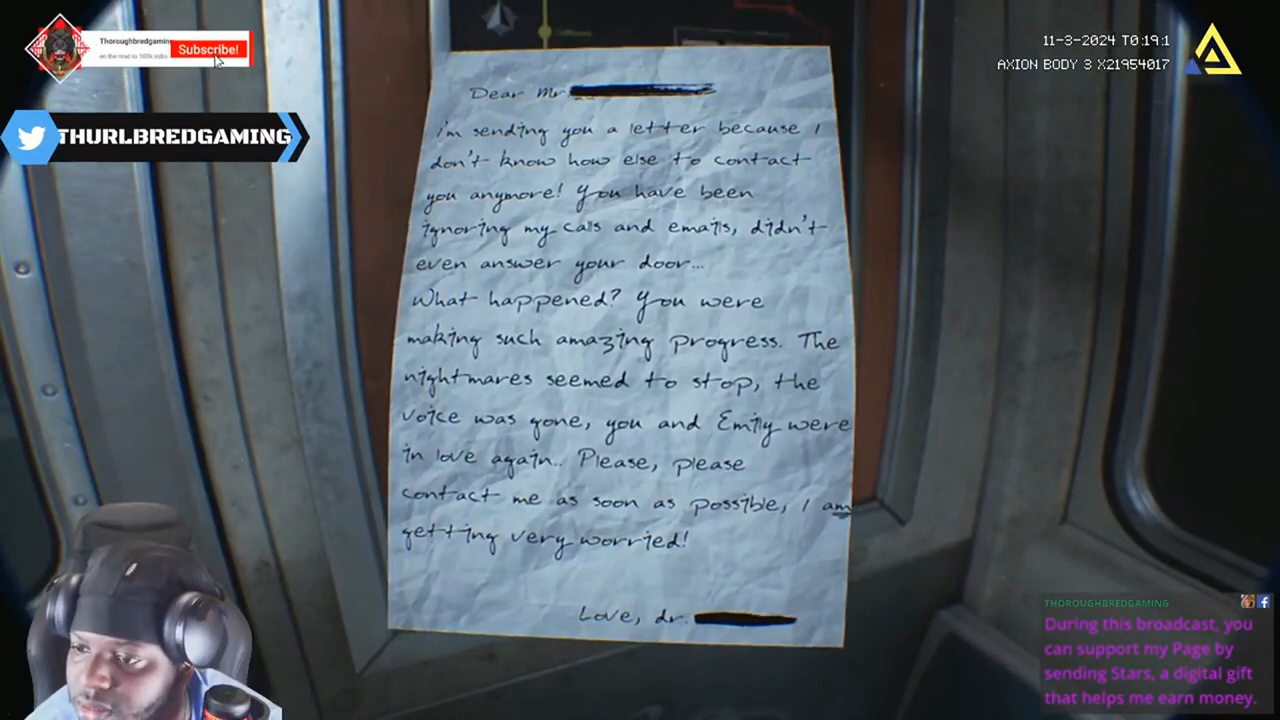 Thoroughbredgaming
Subscribe!
THURLBREDGAMING
11-3-2024 T0:19:1
AXION BODY 3 X21954017
Dear Mr
I'm sending you a letter because I
don't know how else to contact
you anymore! You have been
ignoring my calls and emails, didn't
even answer your door...
What happened? You were
making such amazing progress. The
nightmares seemed to stop, the
voice was gone, you and Emily were
in love again.. Please, please
contact me as soon as possible, I am
getting very worried!
Love, dr.
THOROUGHBREDGAMING
During this broadcast, you
can support my Page by
sending Stars, a digital gift
that helps me earn money.